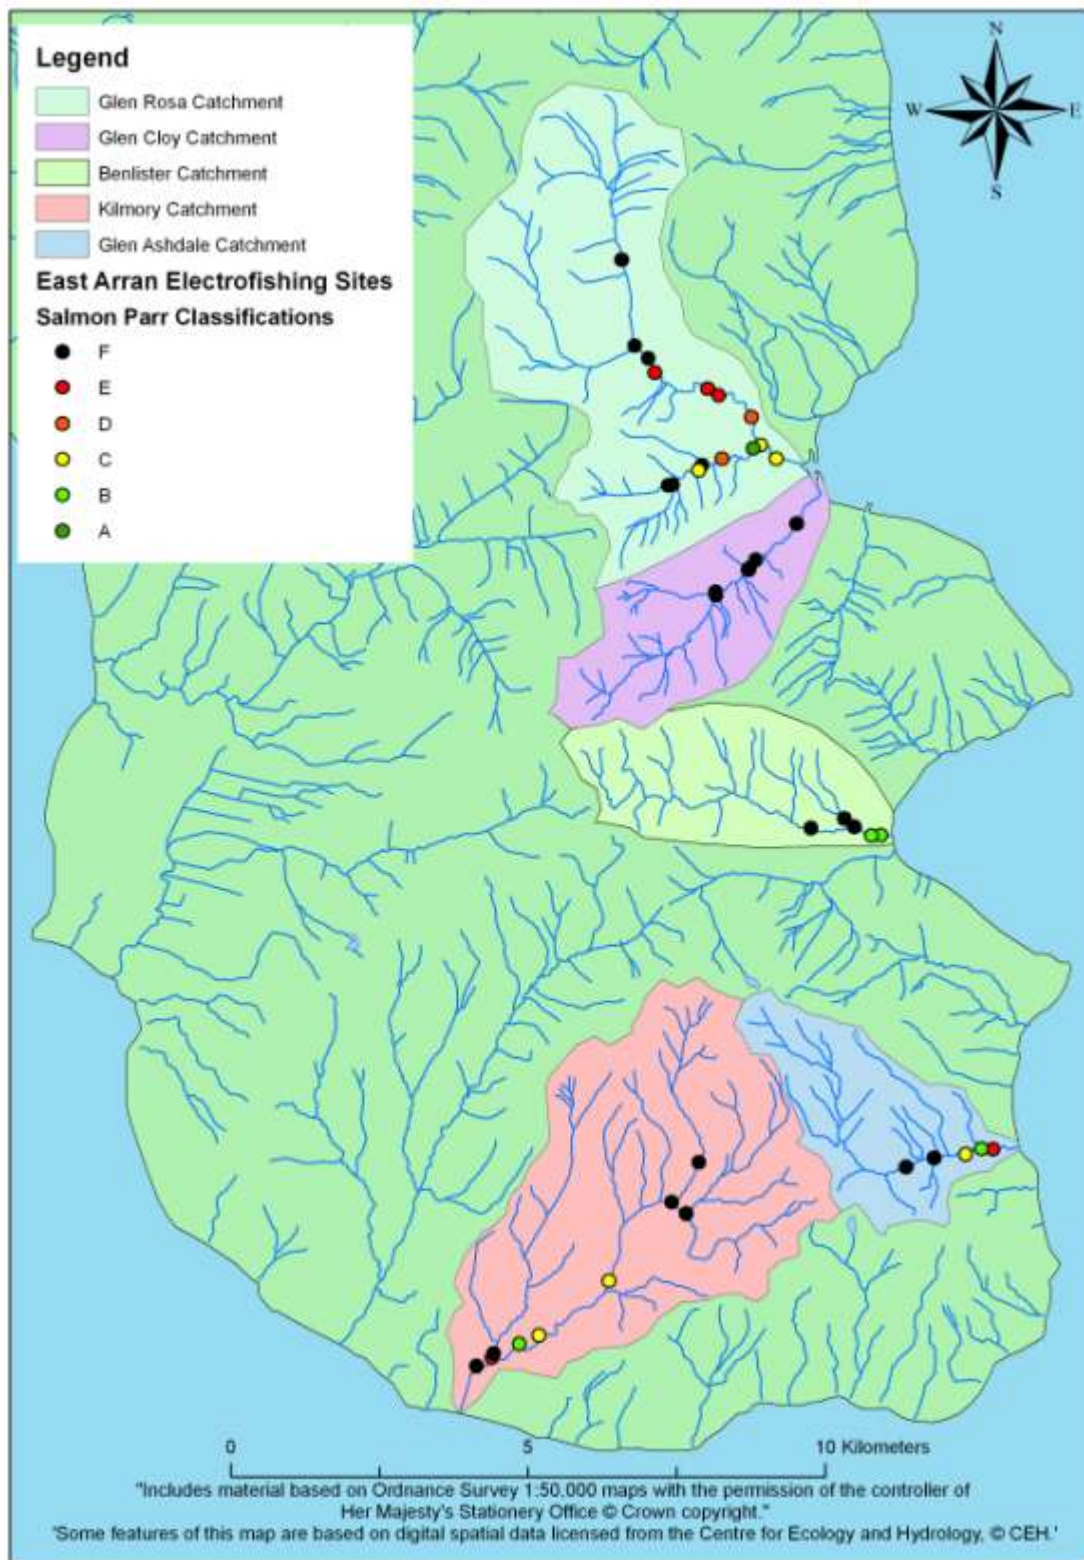 Legend
Glen Rosa Catchment
Glen Cloy Catchment
Benlister Catchment
Kilmory Catchment
Glen Ashdale Catchment
East Arran Electrofishing Sites
Salmon Parr Classifications
F
E
D
C
B
A
N
W E
S
0 5 10 Kilometers
"Includes material based on Ordnance Survey 1:50,000 maps with the permission of the controller of
Her Majesty's Stationery Office © Crown copyright."
'Some features of this map are based on digital spatial data licensed from the Centre for Ecology and Hydrology, © CEH.'